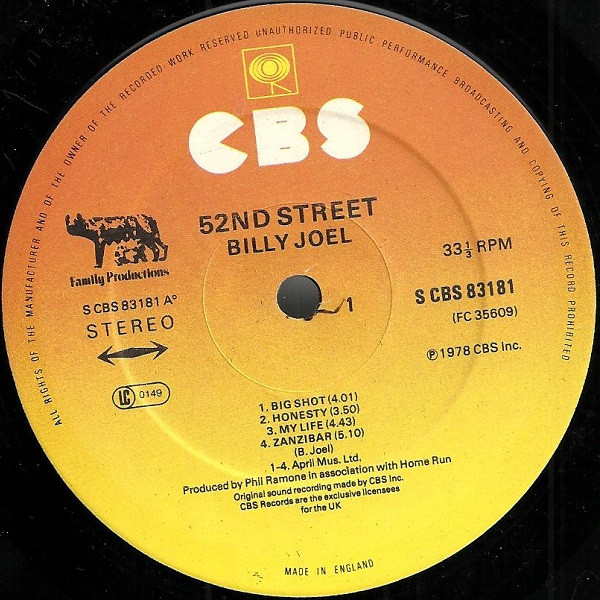 ALL RIGHTS OF THE MANUFACTURER AND OF THE OWNER OF THE RECORDED WORK RESERVED UNAUTHORIZED PUBLIC PERFORMANCE BROADCASTING AND COPYING OF THIS RECORD PROHIBITED
CBS
52ND STREET
BILLY JOEL
Family Productions
S CBS 83181 A°
STEREO
LC 0149
33⅓ RPM
S CBS 83181
(FC 35609)
℗ 1978 CBS Inc.
1
1. BIG SHOT (4.01)
2. HONESTY (3.50)
3. MY LIFE (4.43)
4. ZANZIBAR (5.10)
(B. Joel)
1-4. April Mus. Ltd.
Produced by Phil Ramone in association with Home Run
Original sound recording made by CBS Inc.
CBS Records are the exclusive licensees
for the UK
MADE IN ENGLAND